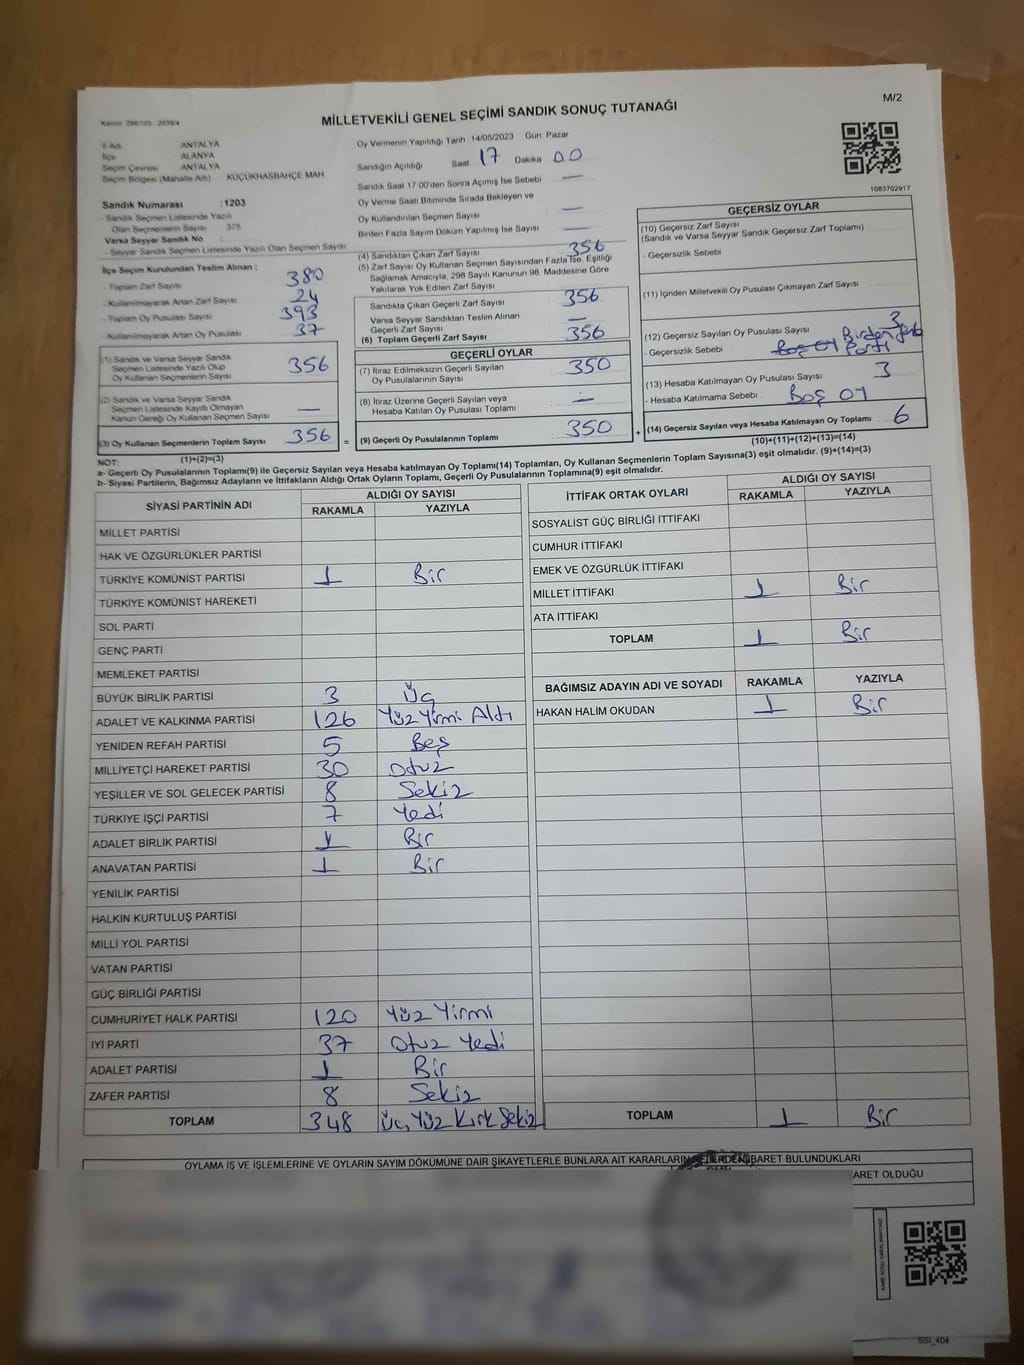 M/2
MİLLETVEKİLİ GENEL SEÇİMİ SANDIK SONUÇ TUTANAĞI
Kanun: 298/105 2839/4
İl Adı ANTALYA
İlçe ALANYA
Seçim Çevresi ANTALYA
Seçim Bölgesi (Mahalle Adı) KÜÇÜKHASBAHÇE MAH
Sandık Numarası : 1203
- Sandık Seçmen Listesinde Yazılı
Olan Seçmenlerin Sayısı 378
Varsa Seyyar Sandık No
- Seyyar Sandık Seçmen Listesinde Yazılı Olan Seçmen Sayısı
İlçe Seçim Kurulundan Teslim Alınan ;
- Toplam Zarf Sayısı 380
- Kullanılmayarak Artan Zarf Sayısı 24
- Toplam Oy Pusulası Sayısı 393
- Kullanılmayarak Artan Oy Pusulası 37
(1) Sandık ve Varsa Seyyar Sandık
Seçmen Listesinde Yazılı Olup
Oy Kullanan Seçmenlerin Sayısı 356
(2) Sandık ve Varsa Seyyar Sandık
Seçmen Listesinde Kayıtlı Olmayan
Kanun Gereği Oy Kullanan Seçmen Sayısı —
(3) Oy Kullanan Seçmenlerin Toplam Sayısı 356 =
(1)+(2)=(3)
Oy Vermenin Yapıldığı Tarih 14/05/2023 Gün Pazar
Sandığın Açıldığı Saat 17 Dakika 00
Sandık Saat 17:00'den Sonra Açılmış İse Sebebi —
Oy Verme Saati Bitiminde Sırada Bekleyen ve
Oy Kullandırılan Seçmen Sayısı —
Birden Fazla Sayım Döküm Yapılmış İse Sayısı —
(4) Sandıktan Çıkan Zarf Sayısı 356
(5) Zarf Sayısı Oy Kullanan Seçmen Sayısından Fazla İse, Eşitliği
Sağlamak Amacıyla, 298 Sayılı Kanunun 98. Maddesine Göre
Yakılarak Yok Edilen Zarf Sayısı
Sandıkta Çıkan Geçerli Zarf Sayısı 356
Varsa Seyyar Sandıktan Teslim Alınan
Geçerli Zarf Sayısı —
(6) Toplam Geçerli Zarf Sayısı 356
GEÇERLİ OYLAR
(7) İtiraz Edilmeksizin Geçerli Sayılan
Oy Pusulalarının Sayısı 350
(8) İtiraz Üzerine Geçerli Sayılan veya
Hesaba Katılan Oy Pusulası Toplamı —
(9) Geçerli Oy Pusulalarının Toplamı 350 +
1083702917
GEÇERSİZ OYLAR
(10) Geçersiz Zarf Sayısı
(Sandık ve Varsa Seyyar Sandık Geçersiz Zarf Toplamı)
- Geçersizlik Sebebi
(11) İçinden Milletvekili Oy Pusulası Çıkmayan Zarf Sayısı
(12) Geçersiz Sayılan Oy Pusulası Sayısı 3
- Geçersizlik Sebebi : Boş oy Birden fazla
Parti
(13) Hesaba Katılmayan Oy Pusulası Sayısı 3
- Hesaba Katılmama Sebebi : Boş oy
(14) Geçersiz Sayılan veya Hesaba Katılmayan Oy Toplamı 6
(10)+(11)+(12)+(13)=(14)
NOT:
a- Geçerli Oy Pusulalarının Toplamı(9) ile Geçersiz Sayılan veya Hesaba katılmayan Oy Toplamı(14) Toplamları, Oy Kullanan Seçmenlerin Toplam Sayısına(3) eşit olmalıdır. (9)+(14)=(3)
b- Siyasi Partilerin, Bağımsız Adayların ve İttifakların Aldığı Ortak Oyların Toplamı, Geçerli Oy Pusulalarının Toplamına(9) eşit olmalıdır.
SİYASİ PARTİNİN ADI ALDIĞI OY SAYISI
RAKAMLA YAZIYLA
MİLLET PARTİSİ
HAK VE ÖZGÜRLÜKLER PARTİSİ
TÜRKİYE KOMÜNİST PARTİSİ 1 Bir
TÜRKİYE KOMÜNİST HAREKETİ
SOL PARTİ
GENÇ PARTİ
MEMLEKET PARTİSİ
BÜYÜK BİRLİK PARTİSİ 3 Üç
ADALET VE KALKINMA PARTİSİ 126 Yüz Yirmi Altı
YENİDEN REFAH PARTİSİ 5 Beş
MİLLİYETÇİ HAREKET PARTİSİ 30 Otuz
YEŞİLLER VE SOL GELECEK PARTİSİ 8 Sekiz
TÜRKİYE İŞÇİ PARTİSİ 7 Yedi
ADALET BİRLİK PARTİSİ 1 Bir
ANAVATAN PARTİSİ 1 Bir
YENİLİK PARTİSİ
HALKIN KURTULUŞ PARTİSİ
MİLLİ YOL PARTİSİ
VATAN PARTİSİ
GÜÇ BİRLİĞİ PARTİSİ
CUMHURİYET HALK PARTİSİ 120 Yüz Yirmi
İYİ PARTİ 37 Otuz Yedi
ADALET PARTİSİ 1 Bir
ZAFER PARTİSİ 8 Sekiz
TOPLAM 348 Üç Yüz Kırk Sekiz
İTTİFAK ORTAK OYLARI ALDIĞI OY SAYISI
RAKAMLA YAZIYLA
SOSYALİST GÜÇ BİRLİĞİ İTTİFAKI
CUMHUR İTTİFAKI
EMEK VE ÖZGÜRLÜK İTTİFAKI
MİLLET İTTİFAKI 1 Bir
ATA İTTİFAKI
TOPLAM 1 Bir
BAĞIMSIZ ADAYIN ADI VE SOYADI RAKAMLA YAZIYLA
HAKAN HALİM OKUDAN 1 Bir
TOPLAM 1 Bir
OYLAMA İŞ VE İŞLEMLERİNE VE OYLARIN SAYIM DÖKÜMÜNE DAİR ŞİKAYETLERLE BUNLARA AİT KARARLARIN NELERDEN İBARET BULUNDUKLARI
ARET OLDUĞU
SSI_404